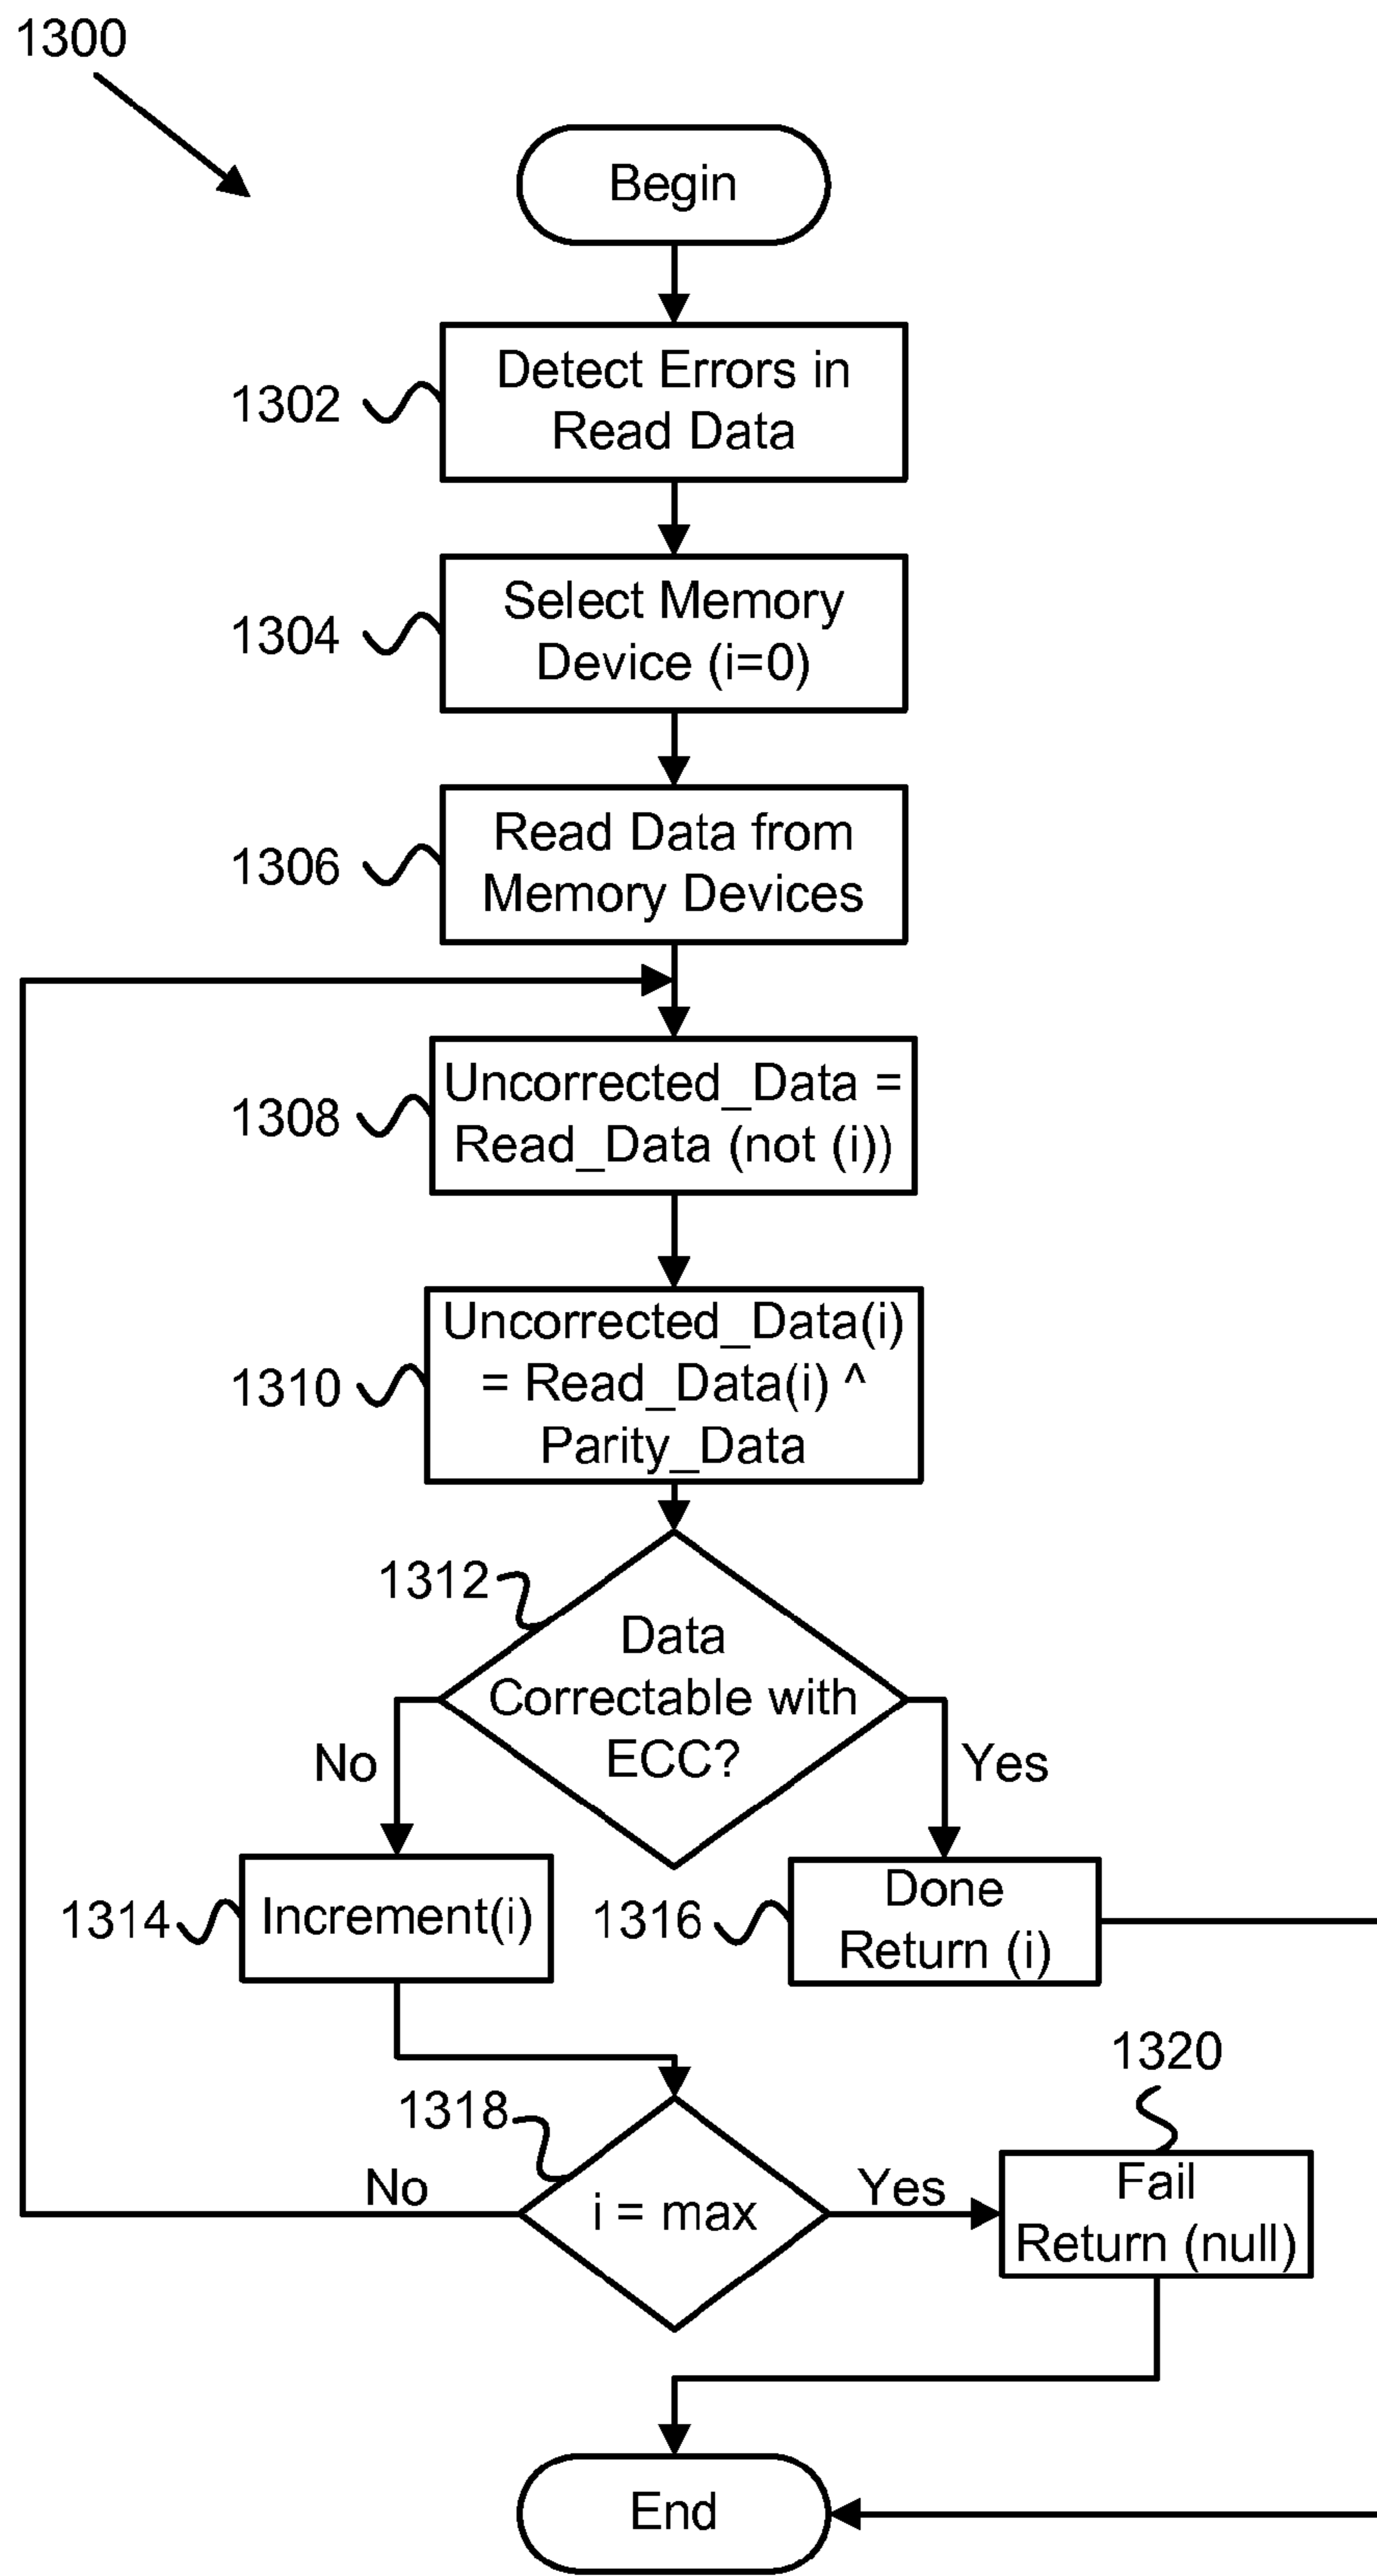 1300
Begin
1302
Detect Errors in
Read Data
1304
Select Memory
Device (i=0)
1306
Read Data from
Memory Devices
1308
Uncorrected_Data =
Read_Data (not (i))
1310
Uncorrected_Data(i)
= Read_Data(i) ^
Parity_Data
1312
Data
Correctable with
ECC?
No
Yes
1314
Increment(i)
1316
Done
Return (i)
1318
i = max
No
Yes
1320
Fail
Return (null)
End